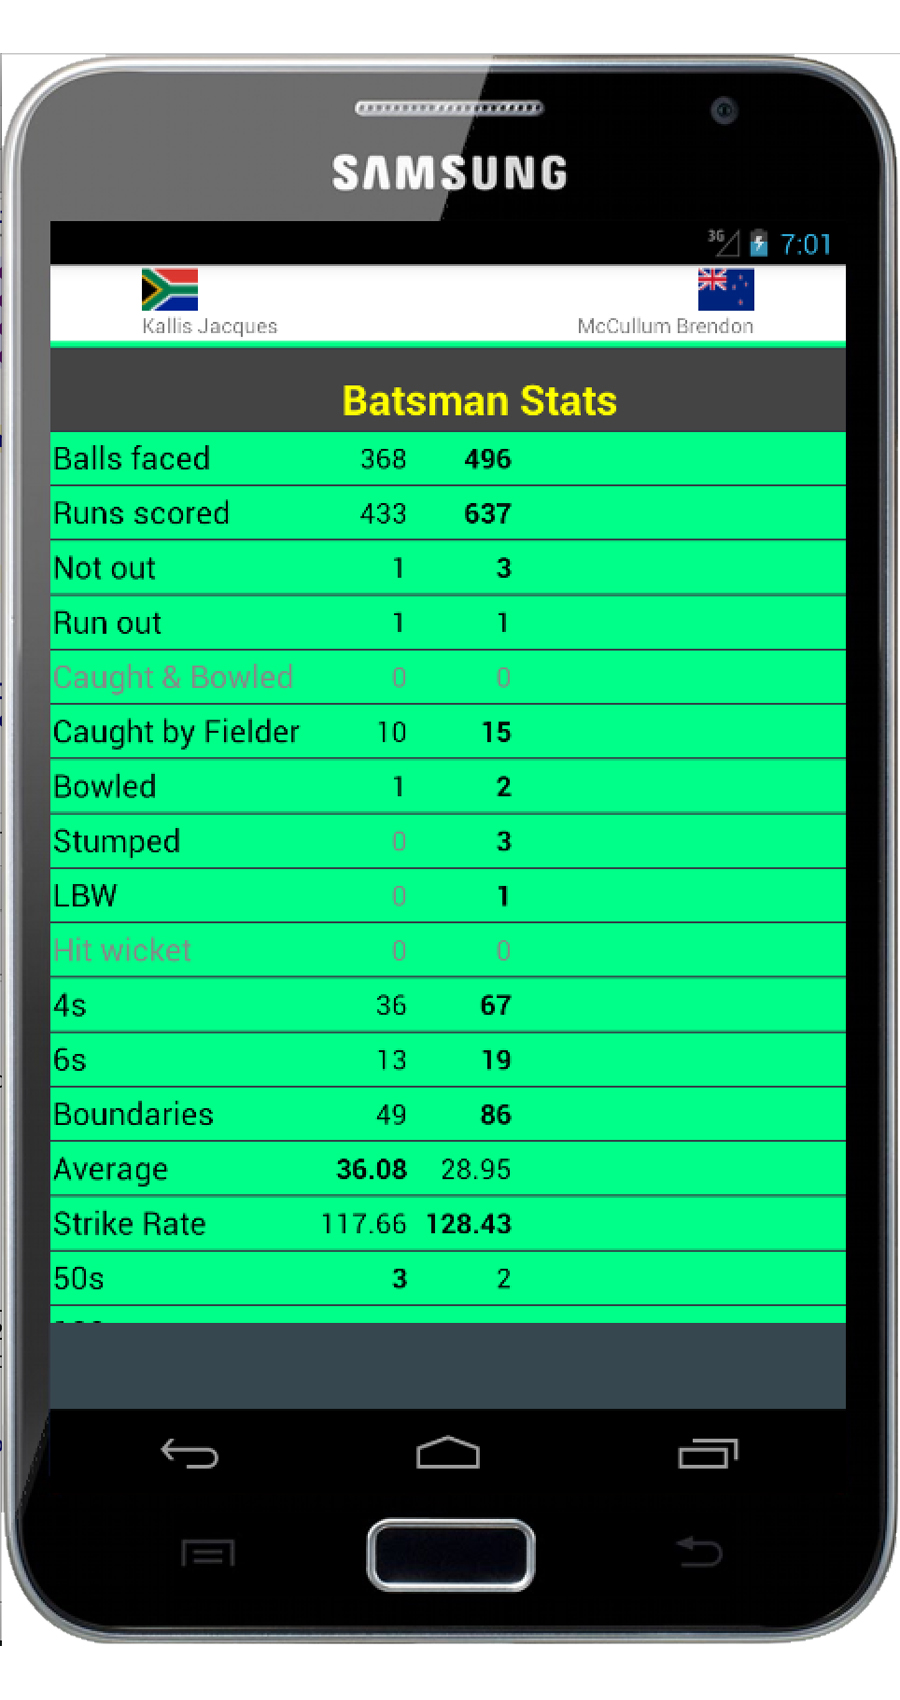 SAMSUNG
3G 7:01
Kallis Jacques McCullum Brendon
Batsman Stats
Balls faced 368 496
Runs scored 433 637
Not out 1 3
Run out 1 1
Caught & Bowled 0 0
Caught by Fielder 10 15
Bowled 1 2
Stumped 0 3
LBW 0 1
Hit wicket 0 0
4s 36 67
6s 13 19
Boundaries 49 86
Average 36.08 28.95
Strike Rate 117.66 128.43
50s 3 2